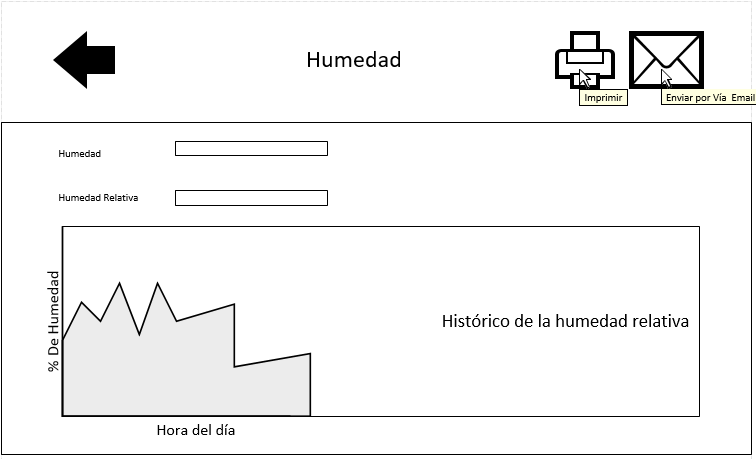 Humedad
Imprimir
Enviar por Vía Email
Humedad
Humedad Relativa
% De Humedad
Histórico de la humedad relativa
Hora del día